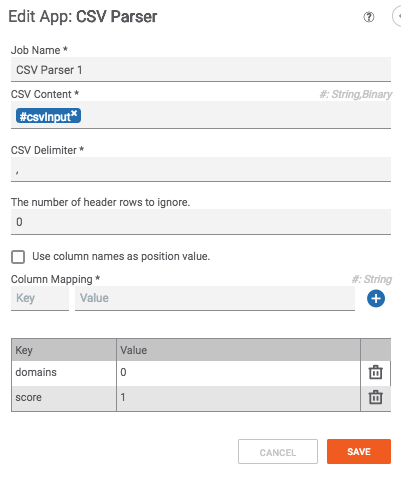 Edit App: CSV Parser
Job Name *
CSV Parser 1
CSV Content * #: String,Binary
#csvInput×
CSV Delimiter *
,
The number of header rows to ignore.
0
Use column names as position value.
Column Mapping * #: String
Key Value
Key Value
domains 0
score 1
CANCEL SAVE